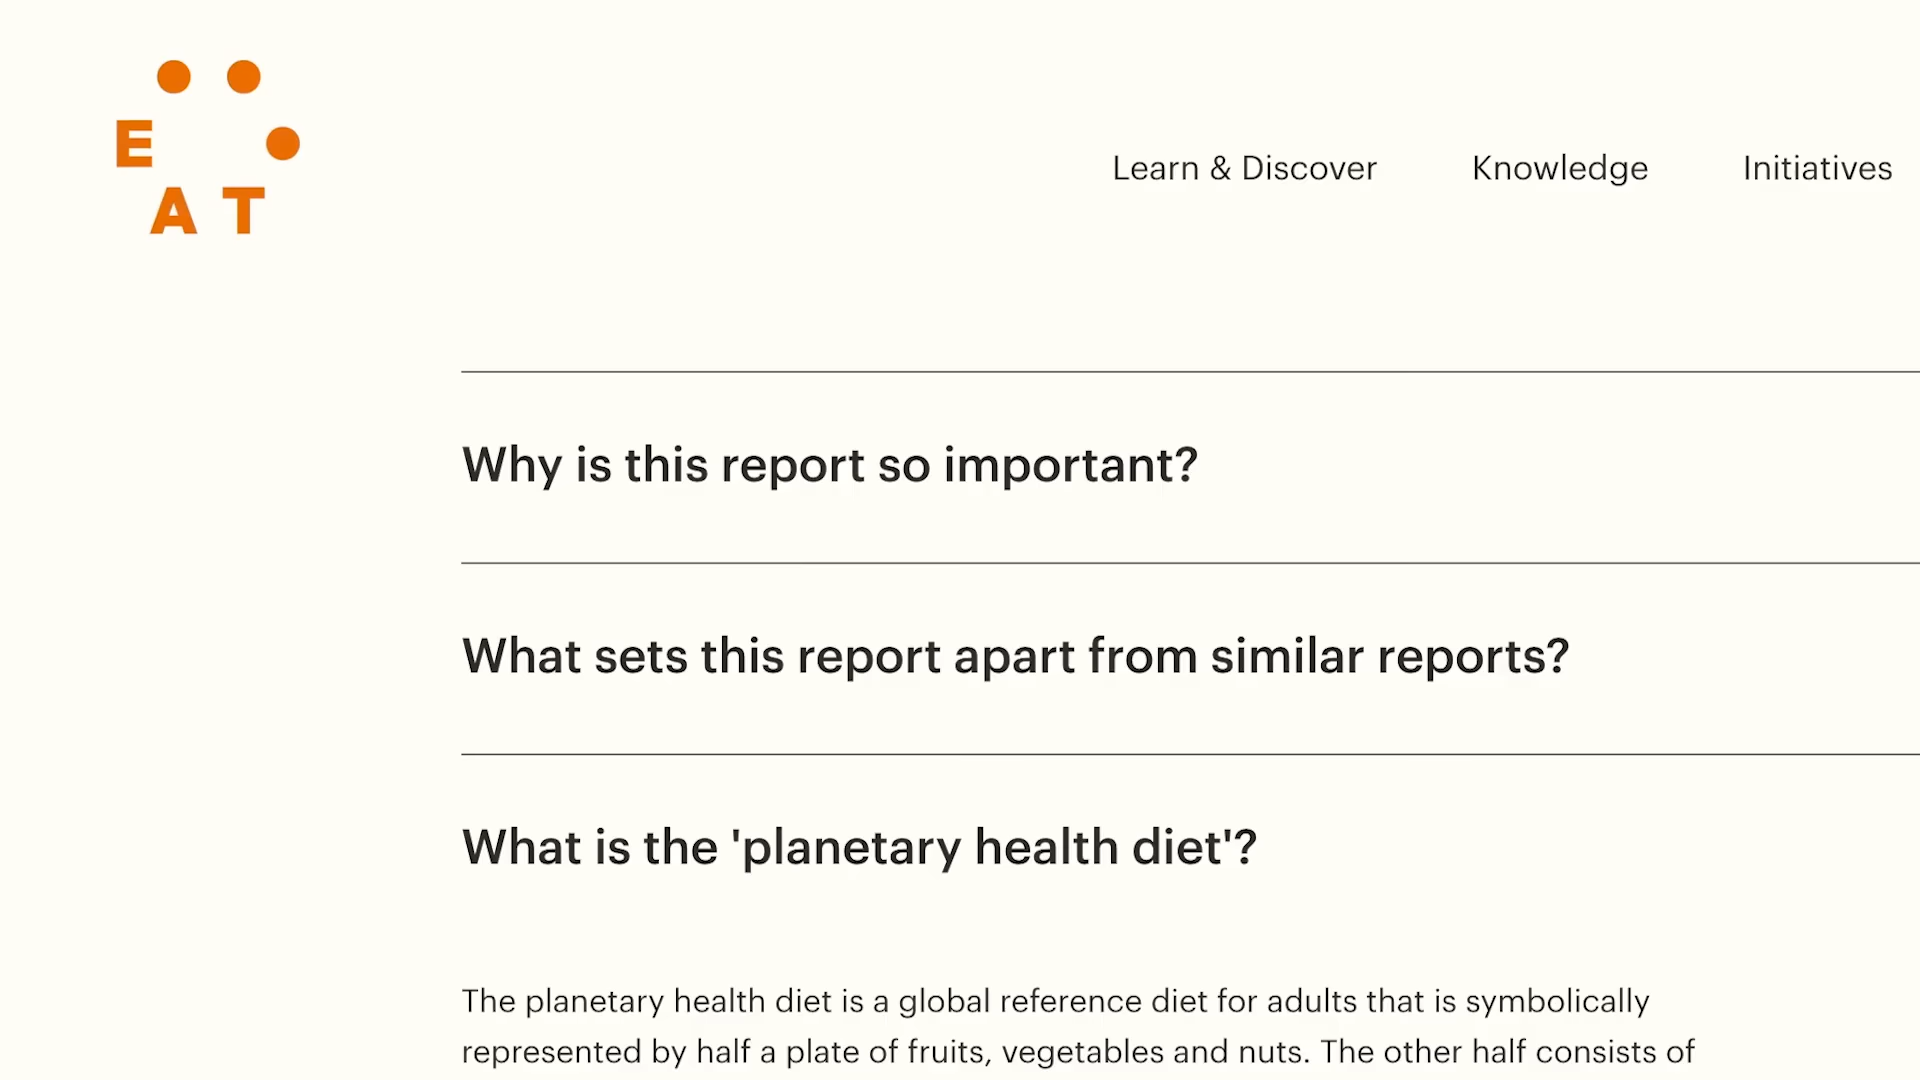 E
A T
Learn & Discover Knowledge Initiatives
Why is this report so important?
What sets this report apart from similar reports?
What is the 'planetary health diet'?
The planetary health diet is a global reference diet for adults that is symbolically
represented by half a plate of fruits, vegetables and nuts. The other half consists of